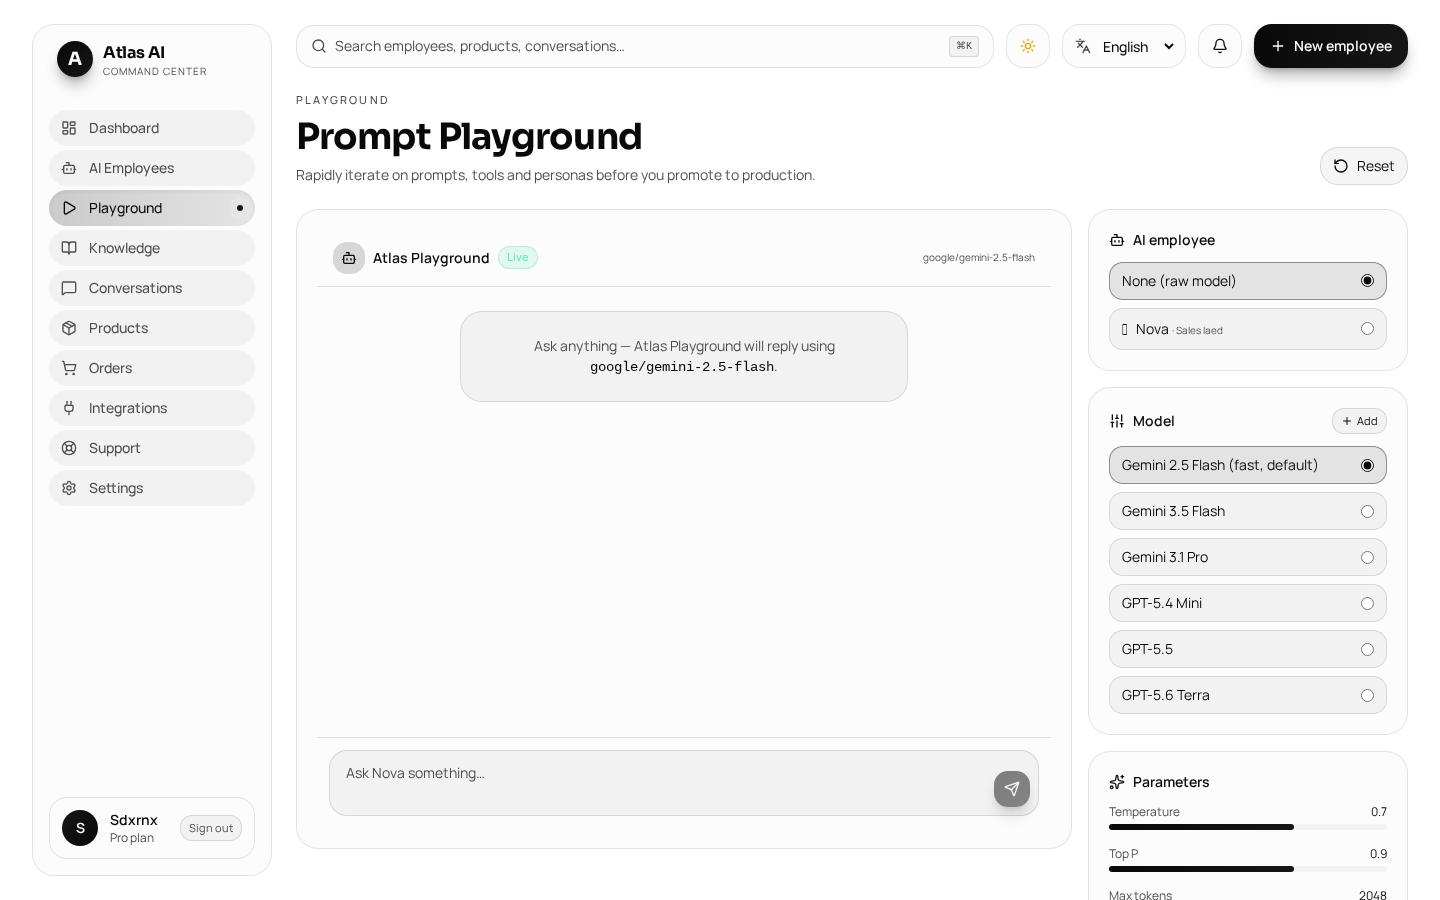 A
Atlas AI
COMMAND CENTER
Dashboard
AI Employees
Playground
Knowledge
Conversations
Products
Orders
Integrations
Support
Settings
S
Sdxrnx
Pro plan
Sign out
Search employees, products, conversations...
⌘K
English
New employee
PLAYGROUND
Prompt Playground
Rapidly iterate on prompts, tools and personas before you promote to production.
Reset
Atlas Playground
Live
google/gemini-2.5-flash
Ask anything — Atlas Playground will reply using
google/gemini-2.5-flash.
Ask Nova something...
AI employee
None (raw model)
Nova · Sales laed
Model
Add
Gemini 2.5 Flash (fast, default)
Gemini 3.5 Flash
Gemini 3.1 Pro
GPT-5.4 Mini
GPT-5.5
GPT-5.6 Terra
Parameters
Temperature 0.7
Top P 0.9
Max tokens 2048